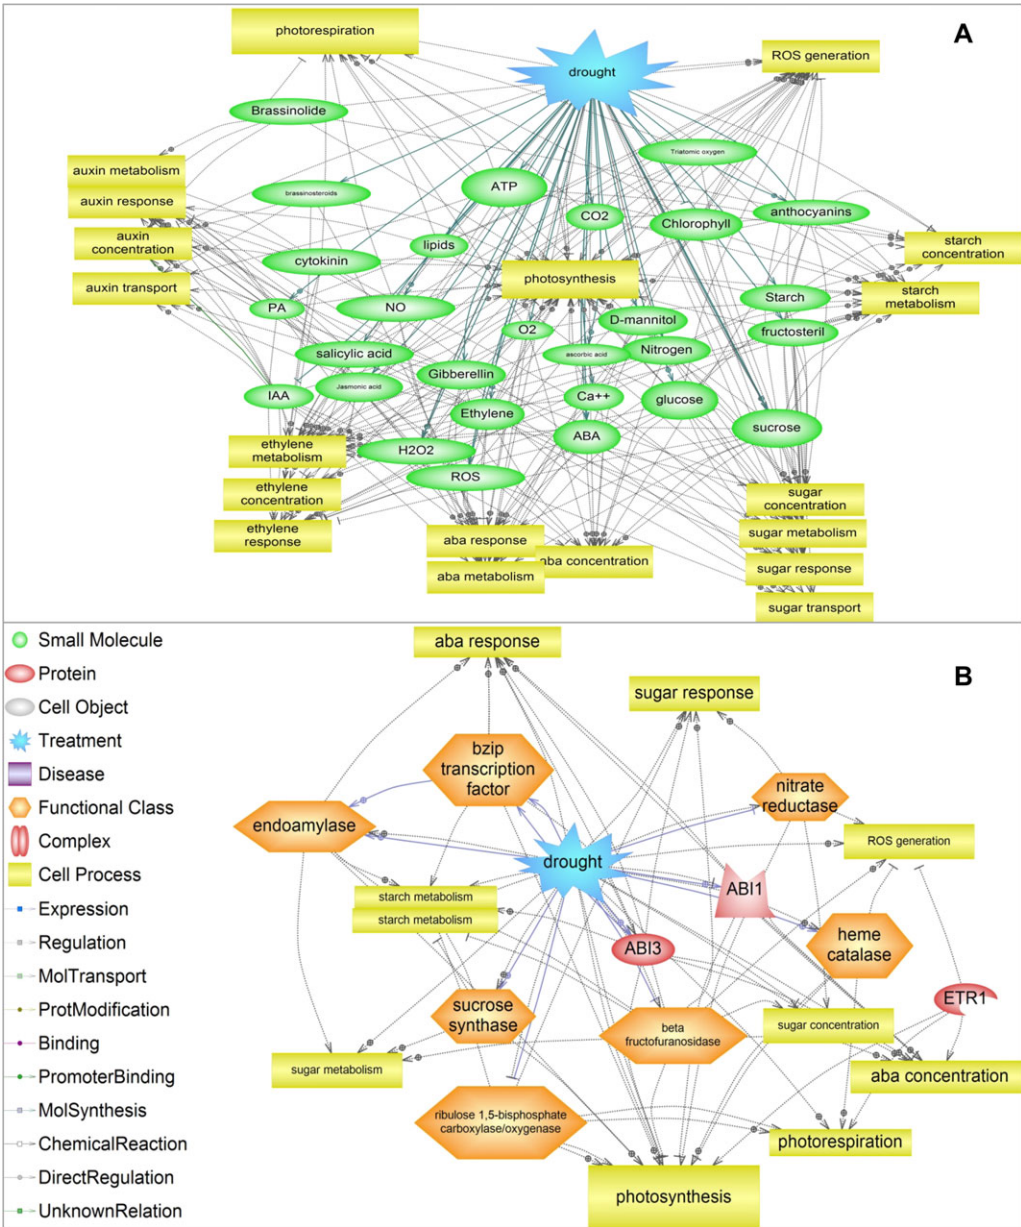 A
photorespiration
drought
ROS generation
Brassinolide
Triatomic oxygen
auxin metabolism
auxin response
auxin
concentration
auxin transport
brassinosteroids
ATP
CO2
Chlorophyll
anthocyanins
starch
concentration
starch
metabolism
cytokinin
lipids
photosynthesis
PA
NO
O2
D-mannitol
Starch
fructosteril
salicylic acid
Jasmonic acid
Gibberellin
ascorbic acid
Nitrogen
IAA
Ethylene
Ca++
glucose
ABA
sucrose
ethylene
metabolism
H2O2
ROS
ethylene
concentration
ethylene
response
aba response
aba metabolism
aba concentration
sugar
concentration
sugar metabolism
sugar response
sugar transport
Small Molecule
Protein
Cell Object
Treatment
Disease
Functional Class
Complex
Cell Process
Expression
Regulation
MolTransport
ProtModification
Binding
PromoterBinding
MolSynthesis
ChemicalReaction
DirectRegulation
UnknownRelation
B
aba response
sugar response
bzip
transcription
factor
nitrate
reductase
endoamylase
ROS generation
drought
ABI1
starch metabolism
starch metabolism
ABI3
heme
catalase
ETR1
sucrose
synthase
beta
fructofuranosidase
sugar concentration
sugar metabolism
aba concentration
ribulose 1,5-bisphosphate
carboxylase/oxygenase
photorespiration
photosynthesis